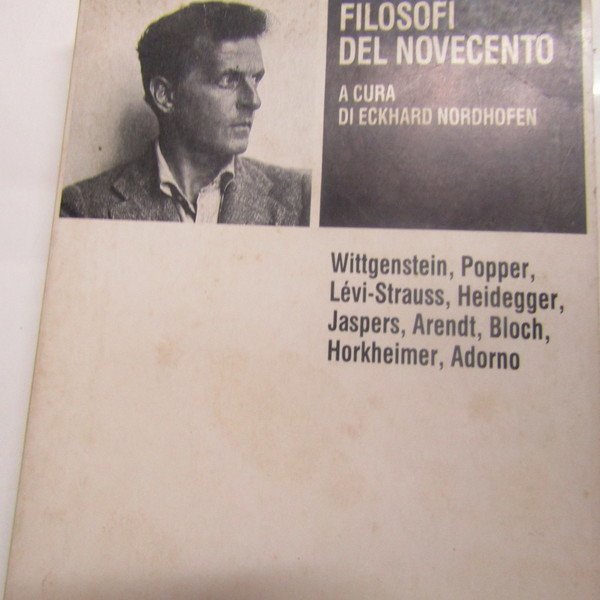 FILOSOFI
DEL NOVECENTO
A CURA
DI ECKHARD NORDHOFEN
Wittgenstein, Popper,
Lévi-Strauss, Heidegger,
Jaspers, Arendt, Bloch,
Horkheimer, Adorno